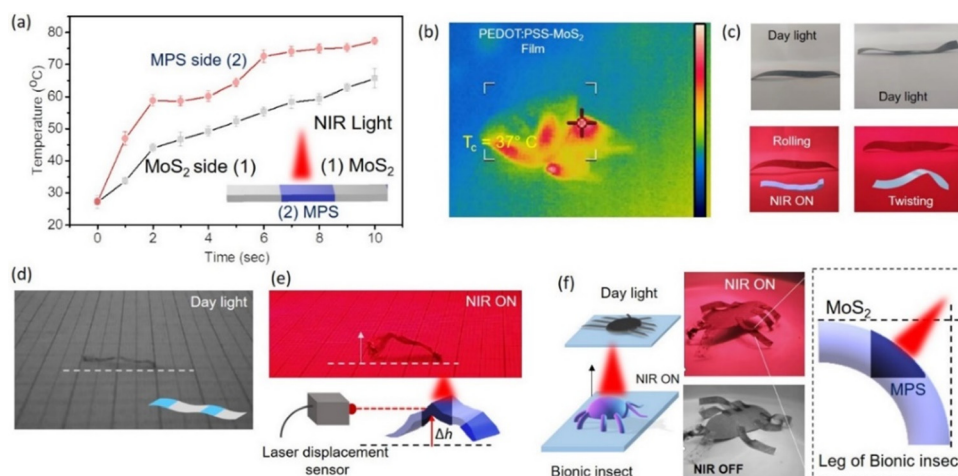 (a)
80
70
60
50
40
30
20
Temperature (°C)
MPS side (2)
MoS₂ side (1)
NIR Light
(1) MoS₂
(2) MPS
0 2 4 6 8 10
Time (sec)
(b)
PEDOT:PSS-MoS₂
Film
T꜀ = 37° C
(c)
Day light
Day light
Rolling
NIR ON
Twisting
(d)
Day light
(e)
NIR ON
Δh
Laser displacement
sensor
(f)
Day light
NIR ON
Bionic insect
NIR ON
NIR OFF
MoS₂
MPS
Leg of Bionic insec